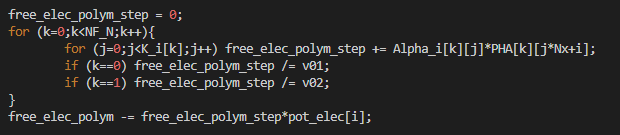 free_elec_polym_step = 0;
for (k=0;k<NF_N;k++){
for (j=0;j<K_i[k];j++) free_elec_polym_step += Alpha_i[k][j]*PHA[k][j*Nx+i];
if (k==0) free_elec_polym_step /= v01;
if (k==1) free_elec_polym_step /= v02;
}
free_elec_polym -= free_elec_polym_step*pot_elec[i];